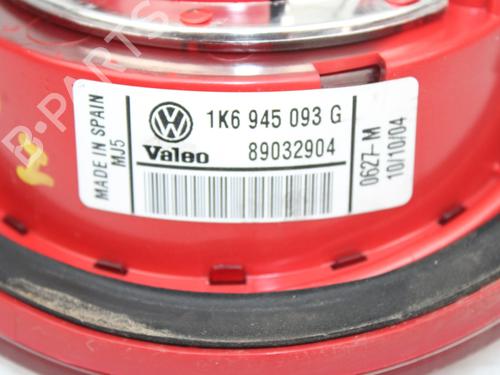 MADE IN SPAIN
MJ5
1K6 945 093 G
Valeo
89032904
0627-M
10/10/04
B-PARTS